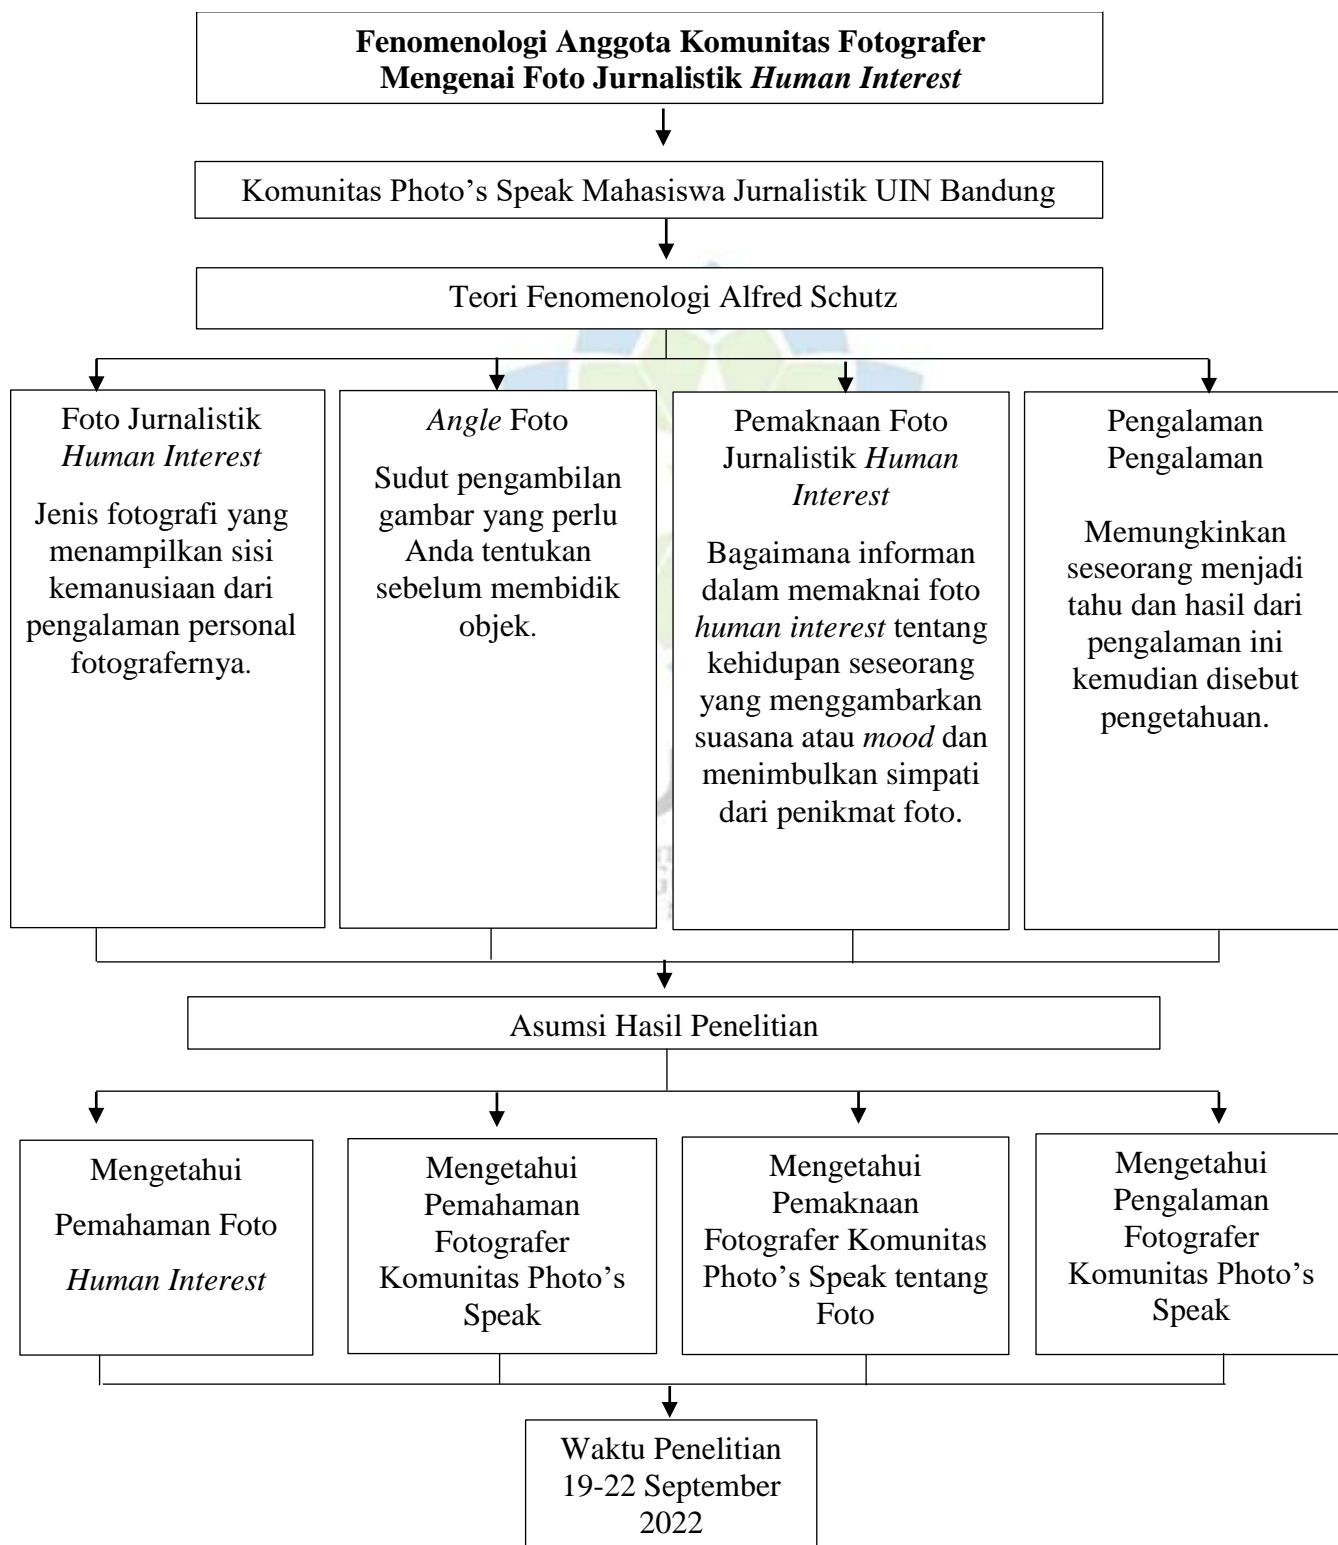 Fenomenologi Anggota Komunitas Fotografer
Mengenai Foto Jurnalistik Human Interest
Komunitas Photo’s Speak Mahasiswa Jurnalistik UIN Bandung
Teori Fenomenologi Alfred Schutz
Foto Jurnalistik
Human Interest
Jenis fotografi yang
menampilkan sisi
kemanusiaan dari
pengalaman personal
fotografernya.
Angle Foto
Sudut pengambilan
gambar yang perlu
Anda tentukan
sebelum membidik
objek.
Pemaknaan Foto
Jurnalistik Human
Interest
Bagaimana informan
dalam memaknai foto
human interest tentang
kehidupan seseorang
yang menggambarkan
suasana atau mood dan
menimbulkan simpati
dari penikmat foto.
Pengalaman
Pengalaman
Memungkinkan
seseorang menjadi
tahu dan hasil dari
pengalaman ini
kemudian disebut
pengetahuan.
Asumsi Hasil Penelitian
Mengetahui
Pemahaman Foto
Human Interest
Mengetahui
Pemahaman
Fotografer
Komunitas Photo’s
Speak
Mengetahui
Pemaknaan
Fotografer Komunitas
Photo’s Speak tentang
Foto
Mengetahui
Pengalaman
Fotografer
Komunitas Photo’s
Speak
Waktu Penelitian
19-22 September
2022